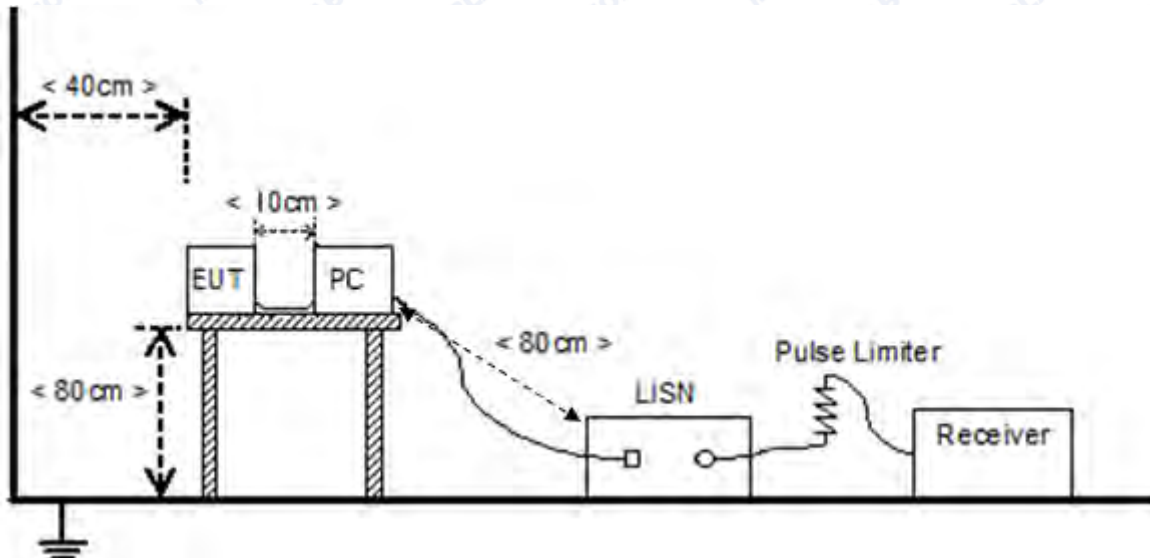 < 40cm >
< 10cm >
EUT
PC
< 80cm >
Pulse Limiter
< 80cm >
LISN
Receiver